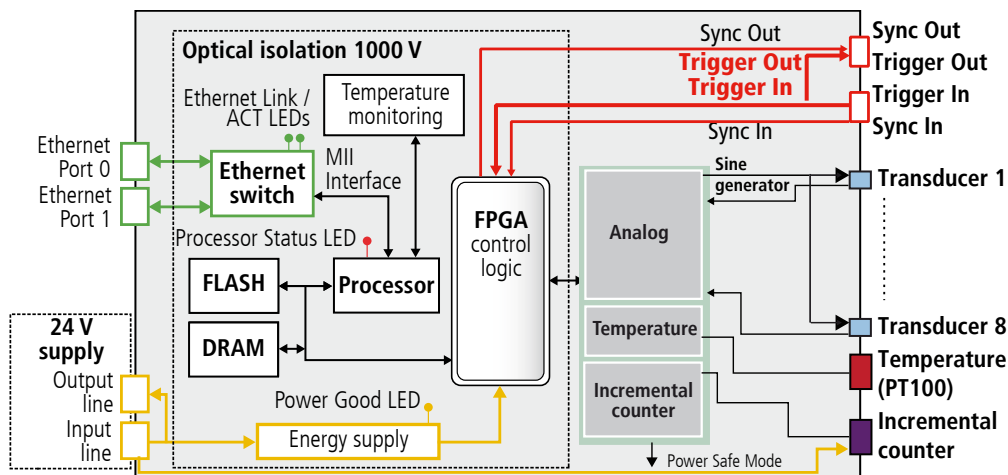 Optical isolation 1000 V
Sync Out
Trigger Out
Trigger In
Sync In
Sync Out
Trigger Out
Trigger In
Sync In
Ethernet Link /
ACT LEDs
Temperature
monitoring
Ethernet
Port 0
Ethernet
Port 1
Ethernet
switch
MII
Interface
Processor Status LED
FLASH
Processor
DRAM
FPGA
control
logic
Sine
generator
Analog
Temperature
Incremental
counter
Power Safe Mode
Transducer 1
Transducer 8
Temperature
(PT100)
Incremental
counter
24 V
supply
Output
line
Input
line
Power Good LED
Energy supply